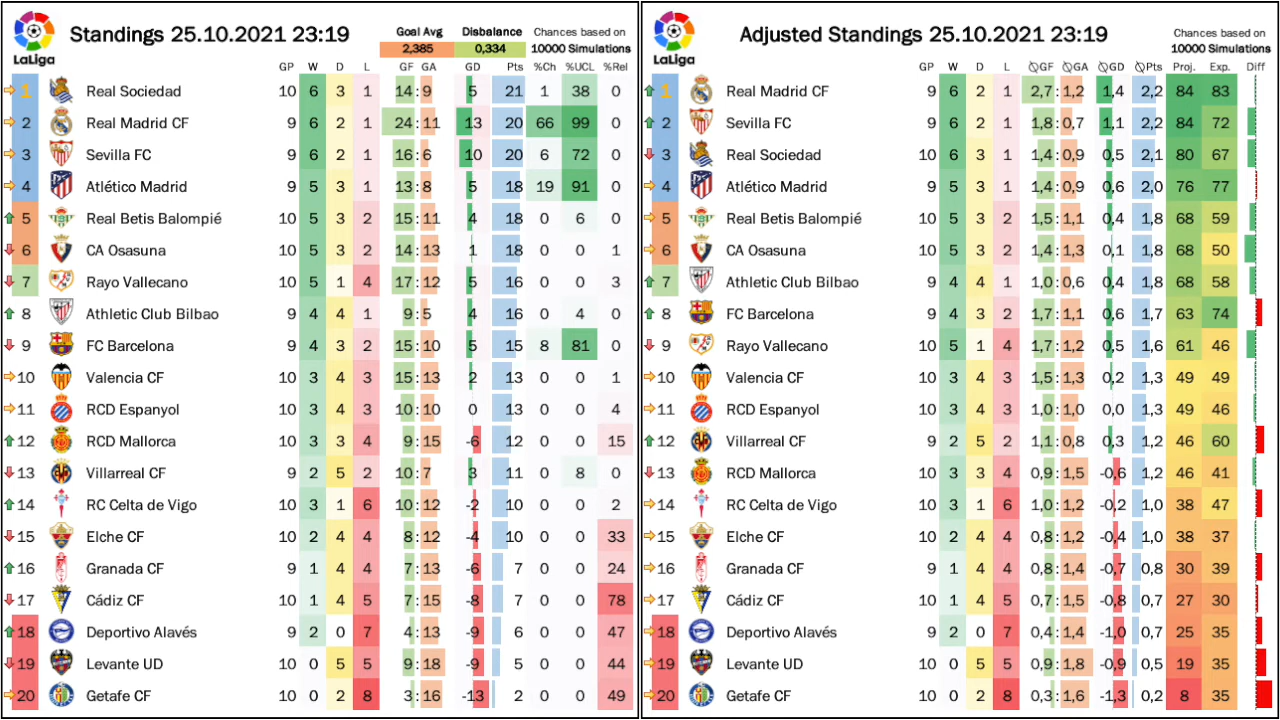 LaLiga
Standings 25.10.2021 23:19
Goal Avg
2,385
Disbalance
0,334
Chances based on
10000 Simulations
GP W D L GF GA GD Pts %Ch %UCL %Rel
1 Real Sociedad 10 6 3 1 14 : 9 5 21 1 38 0
2 Real Madrid CF 9 6 2 1 24 : 11 13 20 66 99 0
3 Sevilla FC 9 6 2 1 16 : 6 10 20 6 72 0
4 Atlético Madrid 9 5 3 1 13 : 8 5 18 19 91 0
5 Real Betis Balompié 10 5 3 2 15 : 11 4 18 0 6 0
6 CA Osasuna 10 5 3 2 14 : 13 1 18 0 0 1
7 Rayo Vallecano 10 5 1 4 17 : 12 5 16 0 0 3
8 Athletic Club Bilbao 9 4 4 1 9 : 5 4 16 0 4 0
9 FC Barcelona 9 4 3 2 15 : 10 5 15 8 81 0
10 Valencia CF 10 3 4 3 15 : 13 2 13 0 0 1
11 RCD Espanyol 10 3 4 3 10 : 10 0 13 0 0 4
12 RCD Mallorca 10 3 3 4 9 : 15 -6 12 0 0 15
13 Villarreal CF 9 2 5 2 10 : 7 3 11 0 8 0
14 RC Celta de Vigo 10 3 1 6 10 : 12 -2 10 0 0 2
15 Elche CF 10 2 4 4 8 : 12 -4 10 0 0 33
16 Granada CF 9 1 4 4 7 : 13 -6 7 0 0 24
17 Cádiz CF 10 1 4 5 7 : 15 -8 7 0 0 78
18 Deportivo Alavés 9 2 0 7 4 : 13 -9 6 0 0 47
19 Levante UD 10 0 5 5 9 : 18 -9 5 0 0 44
20 Getafe CF 10 0 2 8 3 : 16 -13 2 0 0 49
LaLiga
Adjusted Standings 25.10.2021 23:19
Chances based on
10000 Simulations
GP W D L ∅GF ∅GA ∅GD ∅Pts Proj. Exp. Diff
1 Real Madrid CF 9 6 2 1 2,7 : 1,2 1,4 2,2 84 83
2 Sevilla FC 9 6 2 1 1,8 : 0,7 1,1 2,2 84 72
3 Real Sociedad 10 6 3 1 1,4 : 0,9 0,5 2,1 80 67
4 Atlético Madrid 9 5 3 1 1,4 : 0,9 0,6 2,0 76 77
5 Real Betis Balompié 10 5 3 2 1,5 : 1,1 0,4 1,8 68 59
6 CA Osasuna 10 5 3 2 1,4 : 1,3 0,1 1,8 68 50
7 Athletic Club Bilbao 9 4 4 1 1,0 : 0,6 0,4 1,8 68 58
8 FC Barcelona 9 4 3 2 1,7 : 1,1 0,6 1,7 63 74
9 Rayo Vallecano 10 5 1 4 1,7 : 1,2 0,5 1,6 61 46
10 Valencia CF 10 3 4 3 1,5 : 1,3 0,2 1,3 49 49
11 RCD Espanyol 10 3 4 3 1,0 : 1,0 0,0 1,3 49 46
12 Villarreal CF 9 2 5 2 1,1 : 0,8 0,3 1,2 46 60
13 RCD Mallorca 10 3 3 4 0,9 : 1,5 -0,6 1,2 46 41
14 RC Celta de Vigo 10 3 1 6 1,0 : 1,2 -0,2 1,0 38 47
15 Elche CF 10 2 4 4 0,8 : 1,2 -0,4 1,0 38 37
16 Granada CF 9 1 4 4 0,8 : 1,4 -0,7 0,8 30 39
17 Cádiz CF 10 1 4 5 0,7 : 1,5 -0,8 0,7 27 30
18 Deportivo Alavés 9 2 0 7 0,4 : 1,4 -1,0 0,7 25 35
19 Levante UD 10 0 5 5 0,9 : 1,8 -0,9 0,5 19 35
20 Getafe CF 10 0 2 8 0,3 : 1,6 -1,3 0,2 8 35